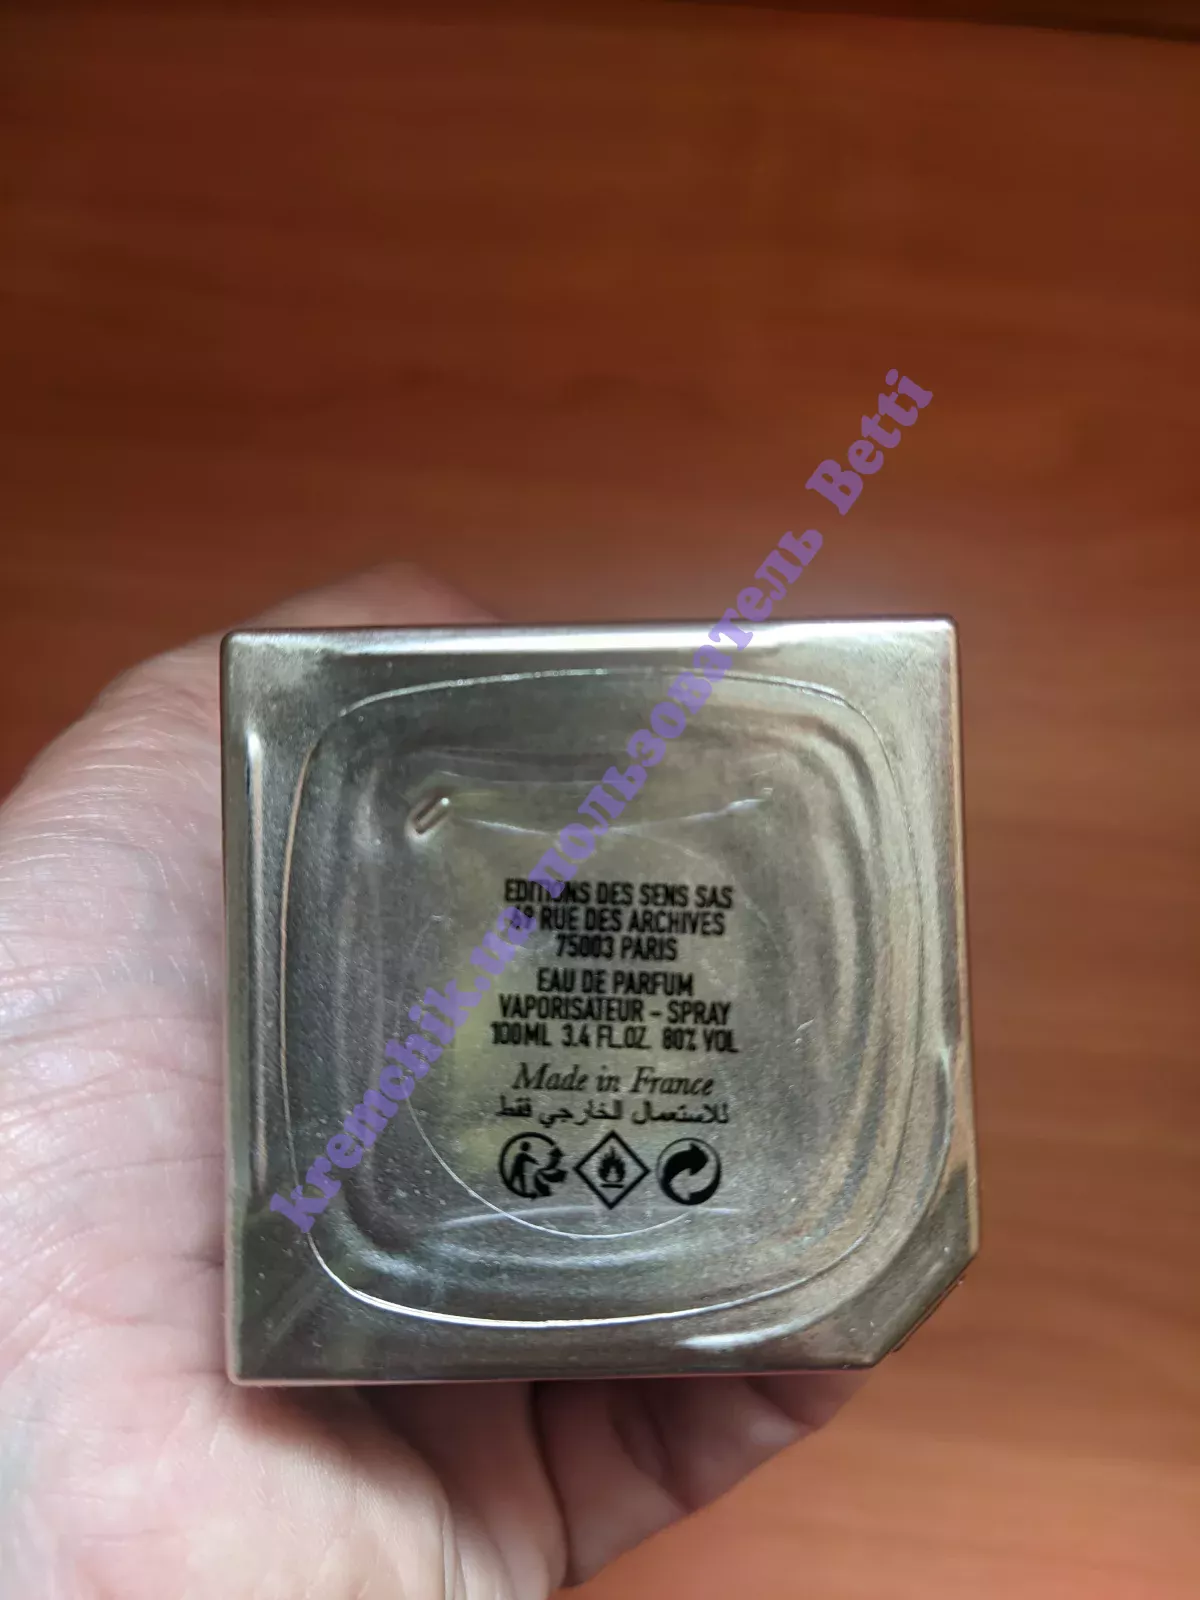 EDITIONS DES SENS SAS
49 RUE DES ARCHIVES
75003 PARIS
EAU DE PARFUM
VAPORISATEUR – SPRAY
100ML 3.4 FL.OZ. 80% VOL
Made in France
للاستعمال الخارجي فقط
kremchik.ua пользователь Betti